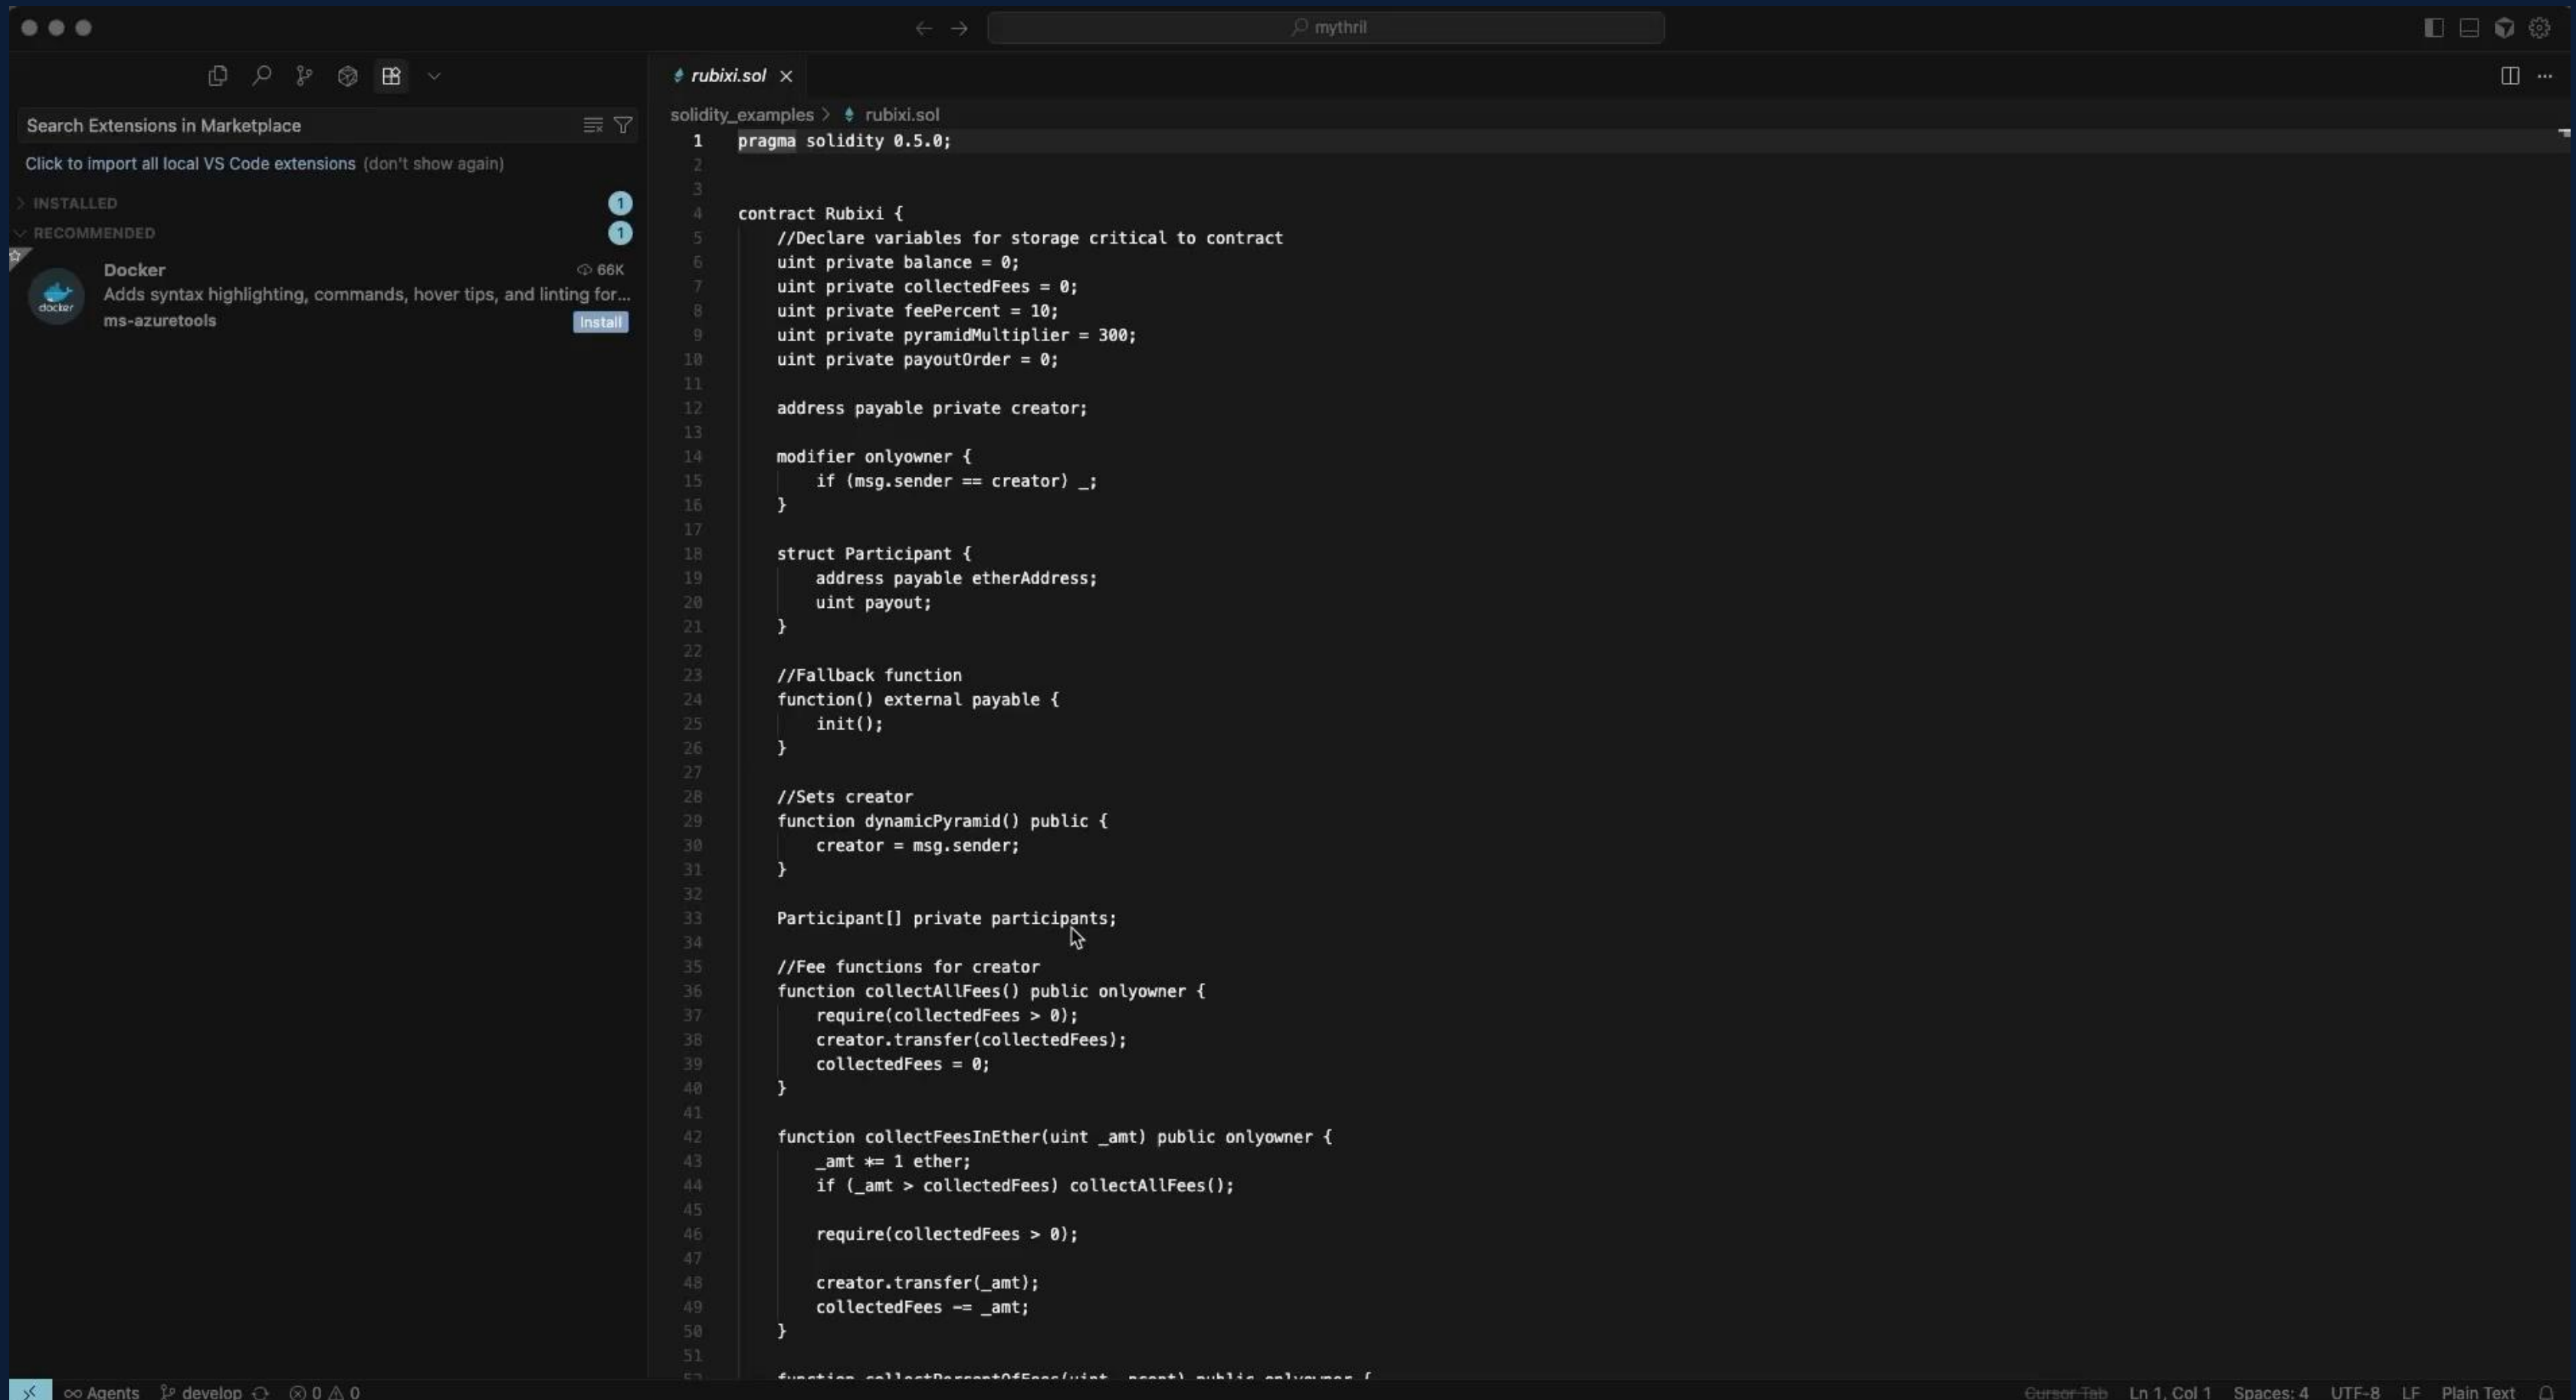 mythril
Search Extensions in Marketplace
Click to import all local VS Code extensions (don't show again)
INSTALLED 1
RECOMMENDED 1
Docker 66K
Adds syntax highlighting, commands, hover tips, and linting for...
ms-azuretools Install
docker
rubixi.sol
solidity_examples > rubixi.sol
1 pragma solidity 0.5.0;
2
3
4 contract Rubixi {
5 //Declare variables for storage critical to contract
6 uint private balance = 0;
7 uint private collectedFees = 0;
8 uint private feePercent = 10;
9 uint private pyramidMultiplier = 300;
10 uint private payoutOrder = 0;
11
12 address payable private creator;
13
14 modifier onlyowner {
15 if (msg.sender == creator) _;
16 }
17
18 struct Participant {
19 address payable etherAddress;
20 uint payout;
21 }
22
23 //Fallback function
24 function() external payable {
25 init();
26 }
27
28 //Sets creator
29 function dynamicPyramid() public {
30 creator = msg.sender;
31 }
32
33 Participant[] private participants;
34
35 //Fee functions for creator
36 function collectAllFees() public onlyowner {
37 require(collectedFees > 0);
38 creator.transfer(collectedFees);
39 collectedFees = 0;
40 }
41
42 function collectFeesInEther(uint _amt) public onlyowner {
43 _amt *= 1 ether;
44 if (_amt > collectedFees) collectAllFees();
45
46 require(collectedFees > 0);
47
48 creator.transfer(_amt);
49 collectedFees -= _amt;
50 }
51
52 function collectPercentOfFees(uint _pcent) public onlyowner {
Agents develop 0 0 Cursor Tab Ln 1, Col 1 Spaces: 4 UTF-8 LF Plain Text